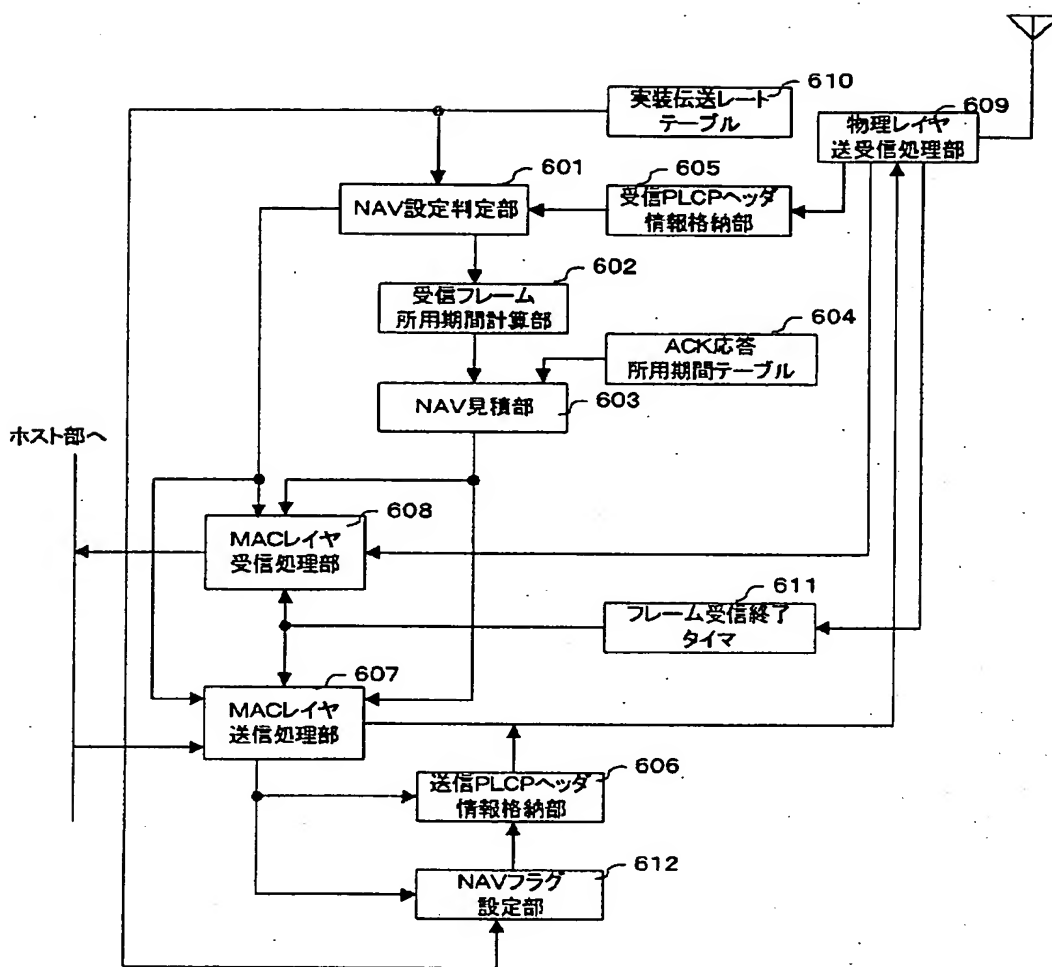 610
実装伝送レート
テーブル
609
物理レイヤ
送受信処理部
601
NAV設定判定部
605
受信PLCPヘッダ
情報格納部
602
受信フレーム
所用期間計算部
604
ACK応答
所用期間テーブル
NAV見積部
603
ホスト部へ
608
MACレイヤ
受信処理部
611
フレーム受信終了
タイマ
607
MACレイヤ
送信処理部
606
送信PLCPヘッダ
情報格納部
612
NAVフラグ
設定部